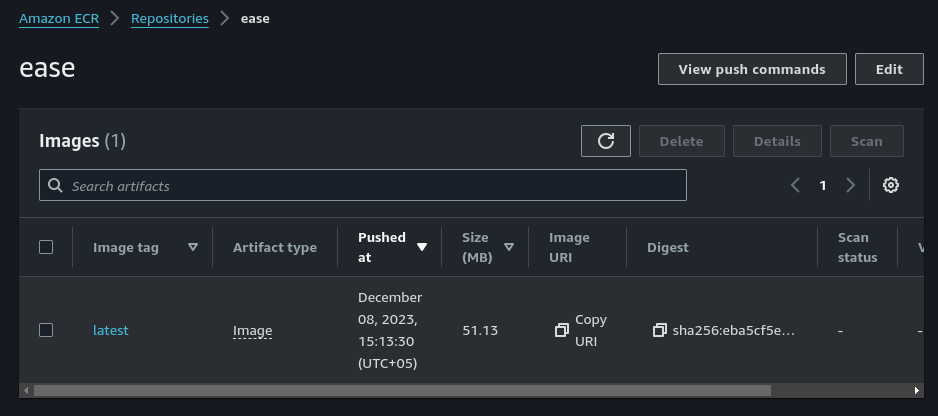 Amazon ECR > Repositories > ease
ease
View push commands
Edit
Images (1)
Delete
Details
Scan
Search artifacts
1
Image tag
Artifact type
Pushed at
Size (MB)
Image URI
Digest
Scan status
latest
Image
December
08, 2023,
15:13:30
(UTC+05)
51.13
Copy
URI
sha256:eba5cf5e...
-
-